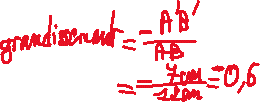 grandissement = - A'B' / AB
= - 7cm / 12cm = -0,6